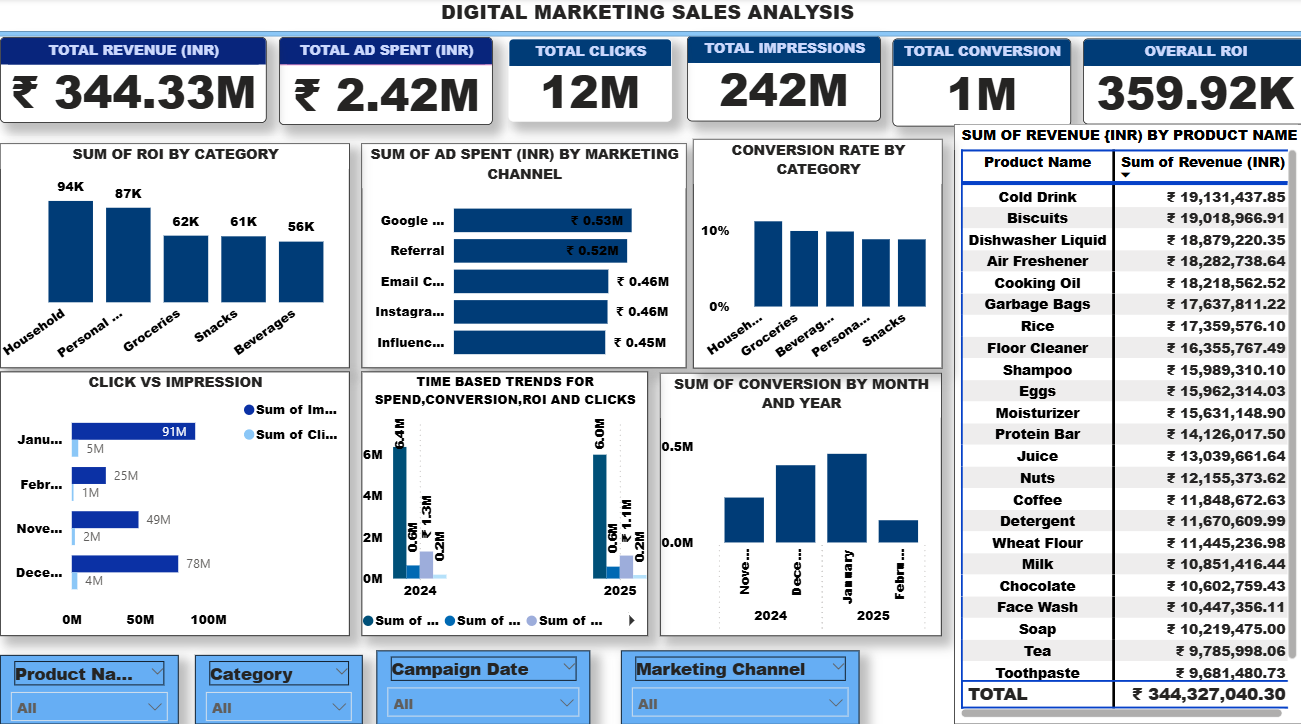 DIGITAL MARKETING SALES ANALYSIS
TOTAL REVENUE (INR)
₹ 344.33M
TOTAL AD SPENT (INR)
₹ 2.42M
TOTAL CLICKS
12M
TOTAL IMPRESSIONS
242M
TOTAL CONVERSION
1M
OVERALL ROI
359.92K
SUM OF ROI BY CATEGORY
94K
87K
62K
61K
56K
Household
Personal ...
Groceries
Snacks
Beverages
SUM OF AD SPENT (INR) BY MARKETING
CHANNEL
Google ... ₹ 0.53M
Referral ₹ 0.52M
Email C... ₹ 0.46M
Instagra... ₹ 0.46M
Influenc... ₹ 0.45M
CONVERSION RATE BY
CATEGORY
10%
0%
Househ...
Groceries
Beverag...
Persona...
Snacks
SUM OF REVENUE {INR) BY PRODUCT NAME
Product Name Sum of Revenue (INR)
Cold Drink ₹ 19,131,437.85
Biscuits ₹ 19,018,966.91
Dishwasher Liquid ₹ 18,879,220.35
Air Freshener ₹ 18,282,738.64
Cooking Oil ₹ 18,218,562.52
Garbage Bags ₹ 17,637,811.22
Rice ₹ 17,359,576.10
Floor Cleaner ₹ 16,355,767.49
Shampoo ₹ 15,989,310.10
Eggs ₹ 15,962,314.03
Moisturizer ₹ 15,631,148.90
Protein Bar ₹ 14,126,017.50
Juice ₹ 13,039,661.64
Nuts ₹ 12,155,373.62
Coffee ₹ 11,848,672.63
Detergent ₹ 11,670,609.99
Wheat Flour ₹ 11,445,236.98
Milk ₹ 10,851,416.44
Chocolate ₹ 10,602,759.43
Face Wash ₹ 10,447,356.11
Soap ₹ 10,219,475.00
Tea ₹ 9,785,998.06
Toothpaste ₹ 9,681,480.73
TOTAL ₹ 344,327,040.30
CLICK VS IMPRESSION
Sum of Im...
Sum of Cli...
Janu... 91M
5M
Febr... 25M
1M
Nove... 49M
2M
Dece... 78M
4M
0M 50M 100M
TIME BASED TRENDS FOR
SPEND,CONVERSION,ROI AND CLICKS
6M
4M
2M
0M
6.4M
0.6M
₹ 1.3M
0.2M
6.0M
0.6M
₹ 1.1M
0.2M
2024 2025
Sum of ... Sum of ... Sum of ...
SUM OF CONVERSION BY MONTH
AND YEAR
0.5M
0.0M
Nove...
Dece...
January
Febru...
2024 2025
Product Na...
All
Category
All
Campaign Date
All
Marketing Channel
All